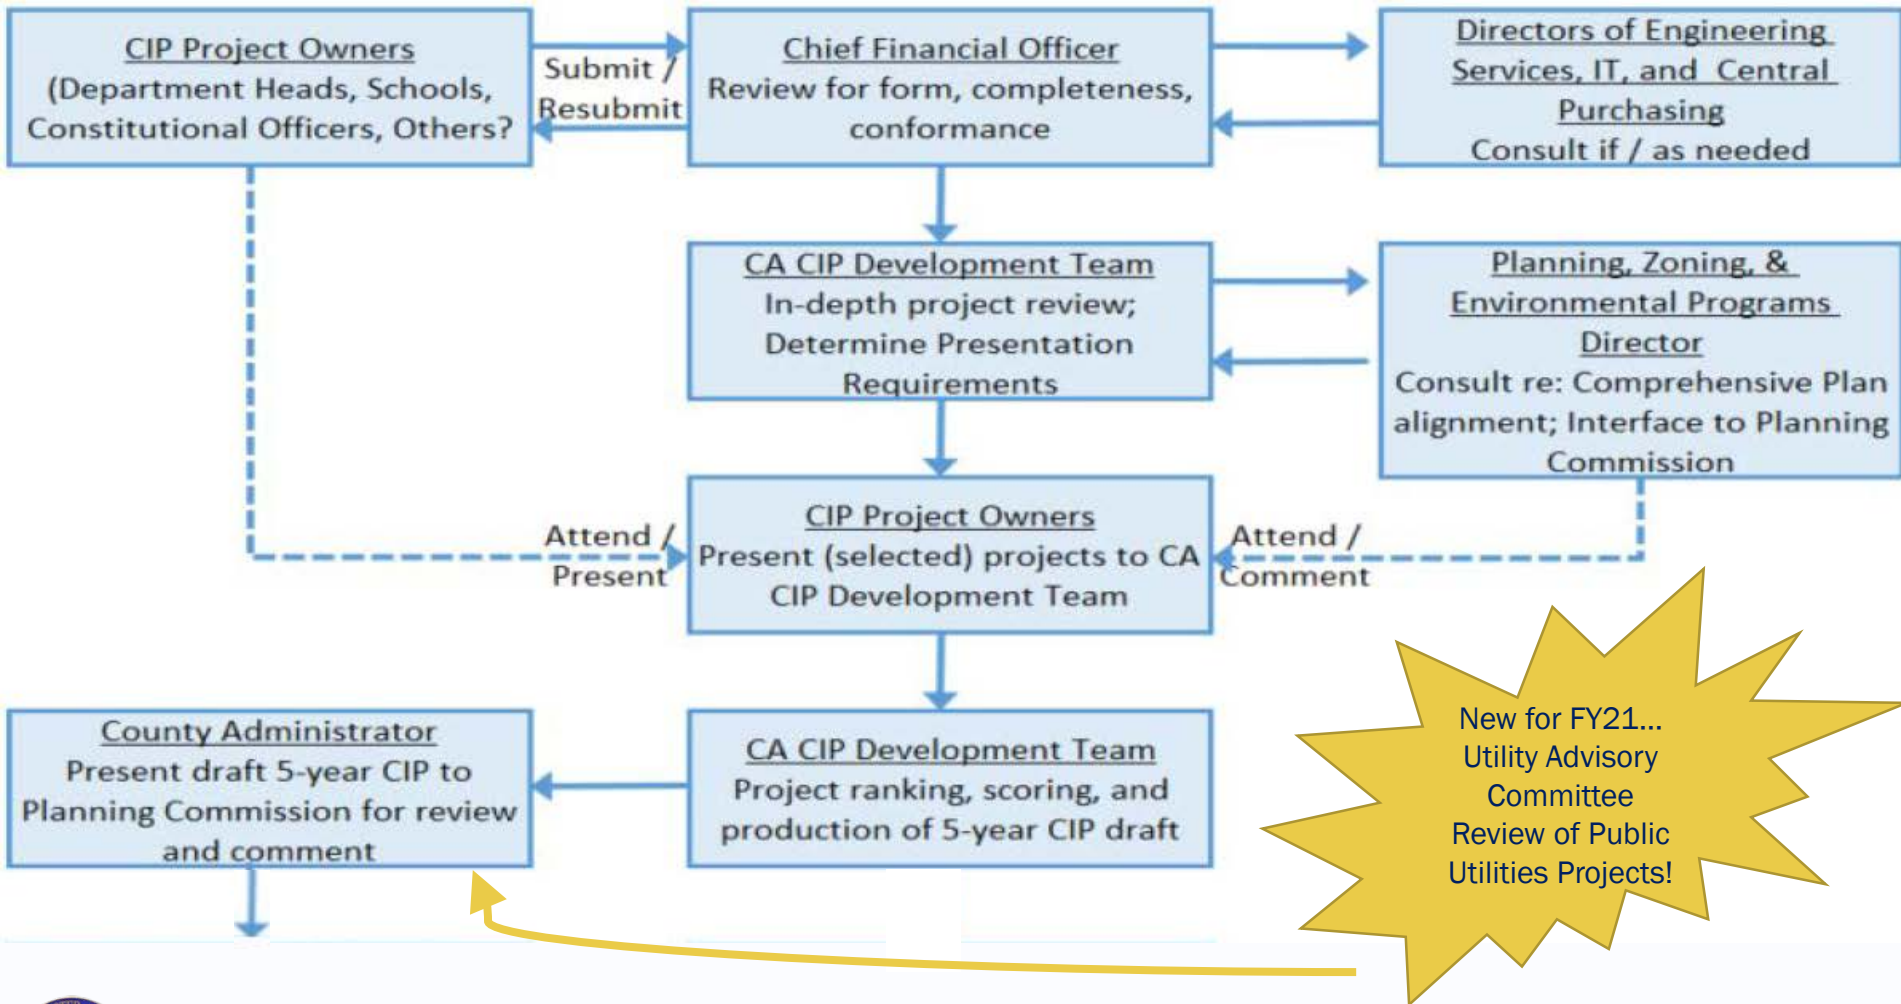 CIP Project Owners
(Department Heads, Schools,
Constitutional Officers, Others?
Submit /
Resubmit
Chief Financial Officer
Review for form, completeness,
conformance
Directors of Engineering
Services, IT, and Central
Purchasing
Consult if / as needed
CA CIP Development Team
In-depth project review;
Determine Presentation
Requirements
Planning, Zoning, &
Environmental Programs
Director
Consult re: Comprehensive Plan
alignment; Interface to Planning
Commission
Attend /
Present
CIP Project Owners
Present (selected) projects to CA
CIP Development Team
Attend /
Comment
County Administrator
Present draft 5-year CIP to
Planning Commission for review
and comment
CA CIP Development Team
Project ranking, scoring, and
production of 5-year CIP draft
New for FY21...
Utility Advisory
Committee
Review of Public
Utilities Projects!